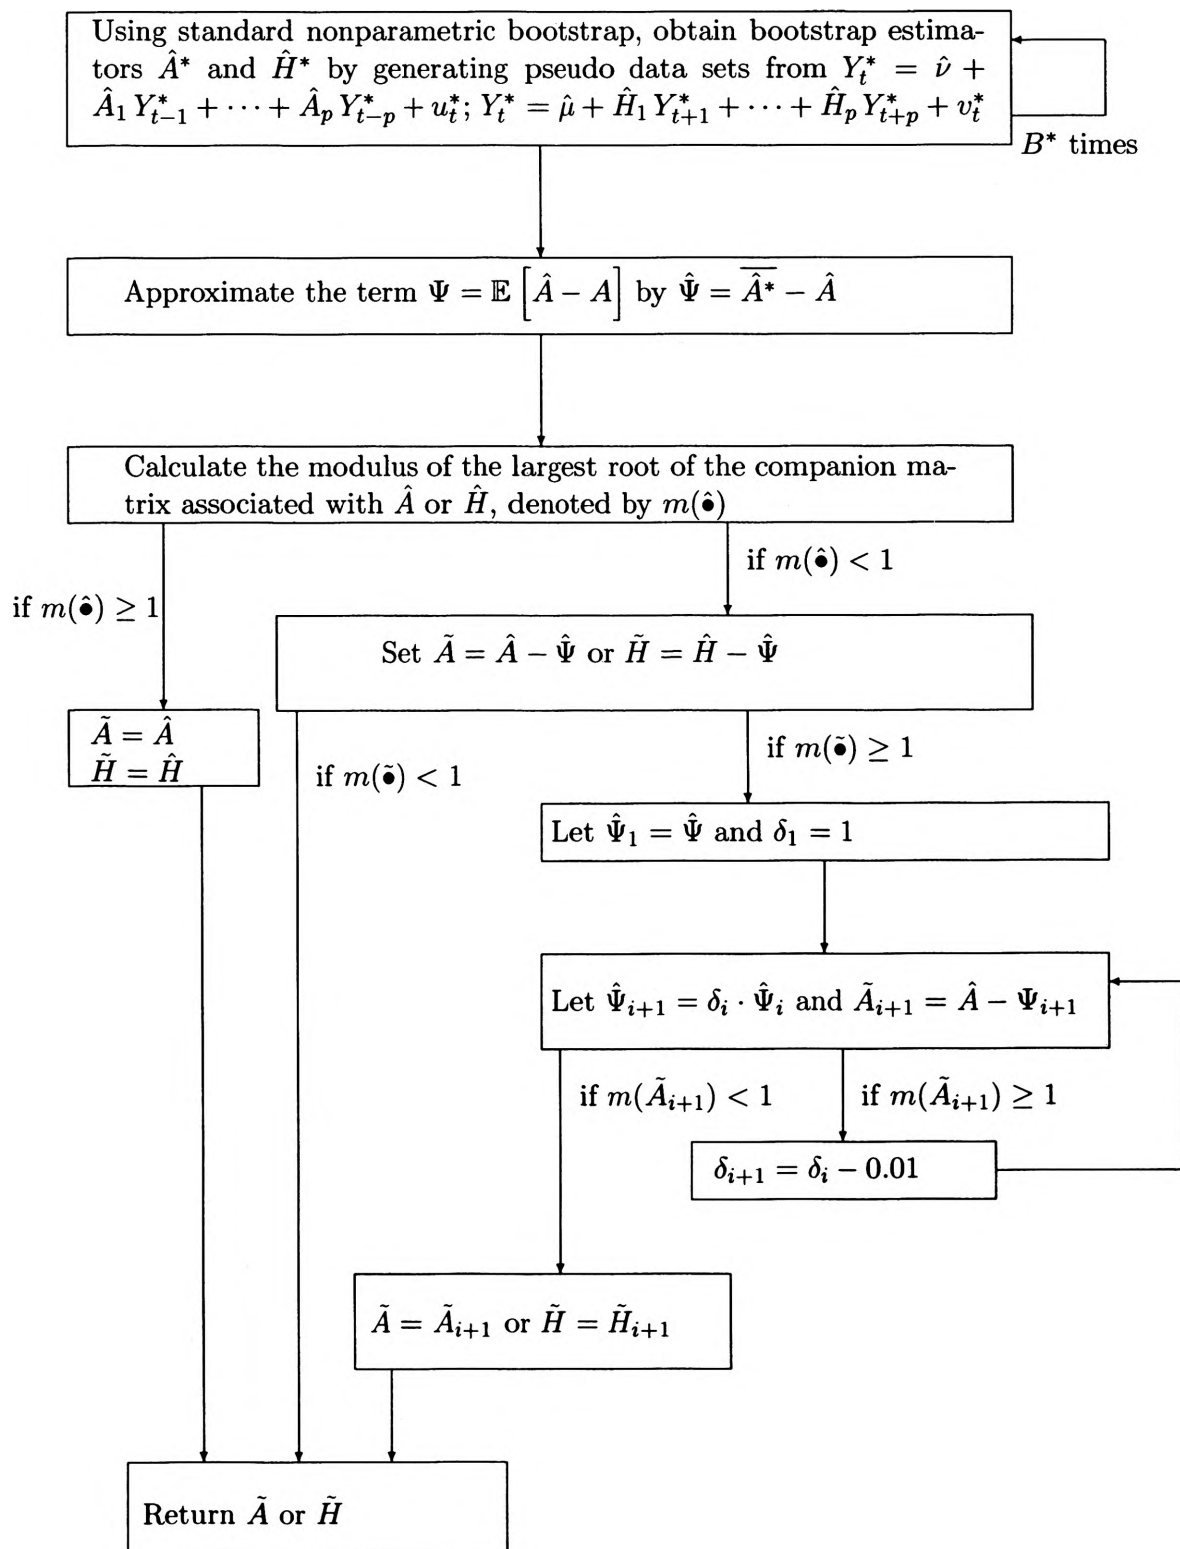 Using standard nonparametric bootstrap, obtain bootstrap estima-
tors Â* and Ĥ* by generating pseudo data sets from Y*_t = ν̂ +
Â_1 Y*_{t−1} + ⋯ + Â_p Y*_{t−p} + u*_t; Y*_t = μ̂ + Ĥ_1 Y*_{t+1} + ⋯ + Ĥ_p Y*_{t+p} + v*_t
B* times
Approximate the term Ψ = 𝔼 [Â − A] by Ψ̂ = \overline{Â*} − Â
Calculate the modulus of the largest root of the companion ma-
trix associated with Â or Ĥ, denoted by m(•̂)
if m(•̂) < 1
if m(•̂) ≥ 1
Set Ã = Â − Ψ̂ or H̃ = Ĥ − Ψ̂
Ã = Â
H̃ = Ĥ
if m(•̃) < 1
if m(•̃) ≥ 1
Let Ψ̂_1 = Ψ̂ and δ_1 = 1
Let Ψ̂_{i+1} = δ_i · Ψ̂_i and Ã_{i+1} = Â − Ψ_{i+1}
if m(Ã_{i+1}) < 1
if m(Ã_{i+1}) ≥ 1
δ_{i+1} = δ_i − 0.01
Ã = Ã_{i+1} or H̃ = H̃_{i+1}
Return Ã or H̃